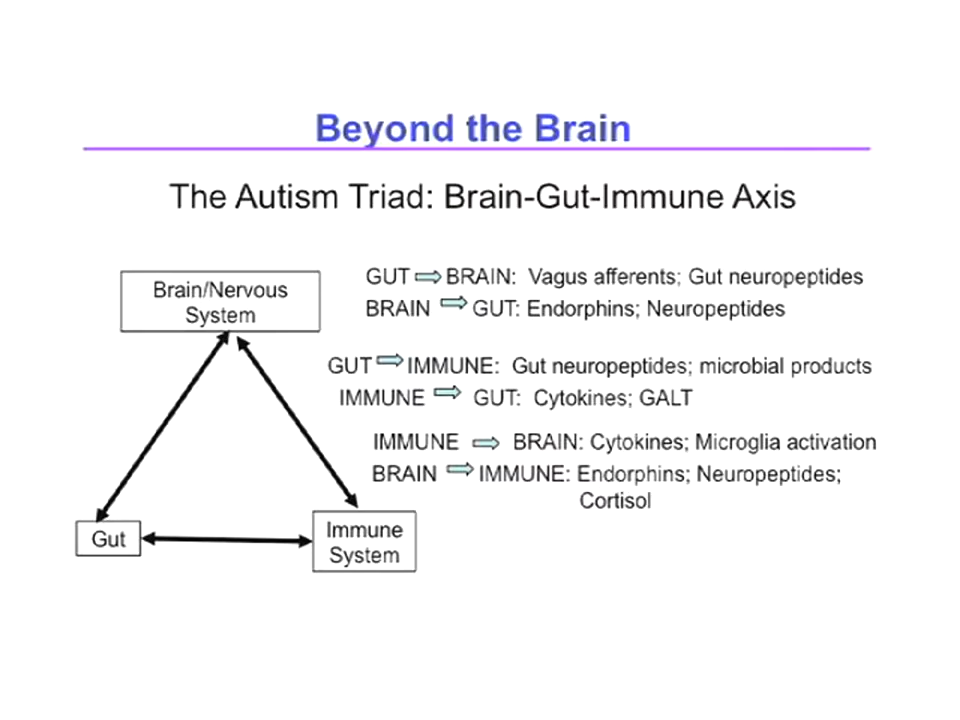 Beyond the Brain
The Autism Triad: Brain-Gut-Immune Axis
Brain/Nervous
System
GUT ⇒ BRAIN: Vagus afferents; Gut neuropeptides
BRAIN ⇒ GUT: Endorphins; Neuropeptides
GUT ⇒ IMMUNE: Gut neuropeptides; microbial products
IMMUNE ⇒ GUT: Cytokines; GALT
IMMUNE ⇒ BRAIN: Cytokines; Microglia activation
BRAIN ⇒ IMMUNE: Endorphins; Neuropeptides;
Cortisol
Gut
Immune
System